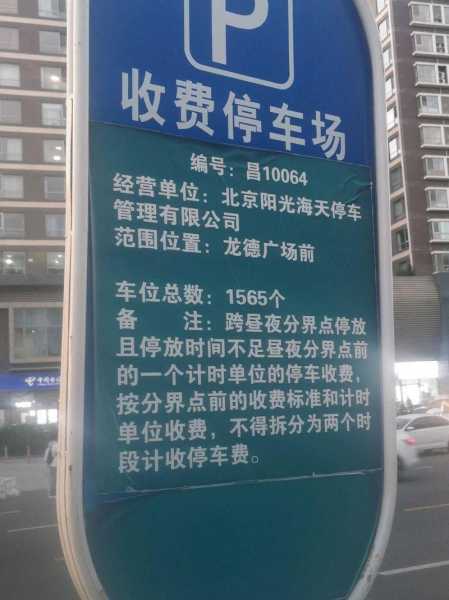 P
收费停车场
编号：昌10064
经营单位：北京阳光海天停车
管理有限公司
范围位置：龙德广场前
车位总数：1565个
备　　注：跨昼夜分界点停放
且停放时间不足昼夜分界点前
的一个计时单位的停车收费，
按分界点前的收费标准和计时
单位收费，不得拆分为两个时
段计收停车费。